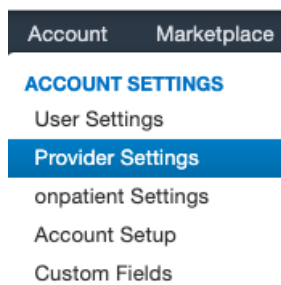 Account Marketplace
ACCOUNT SETTINGS
User Settings
Provider Settings
onpatient Settings
Account Setup
Custom Fields